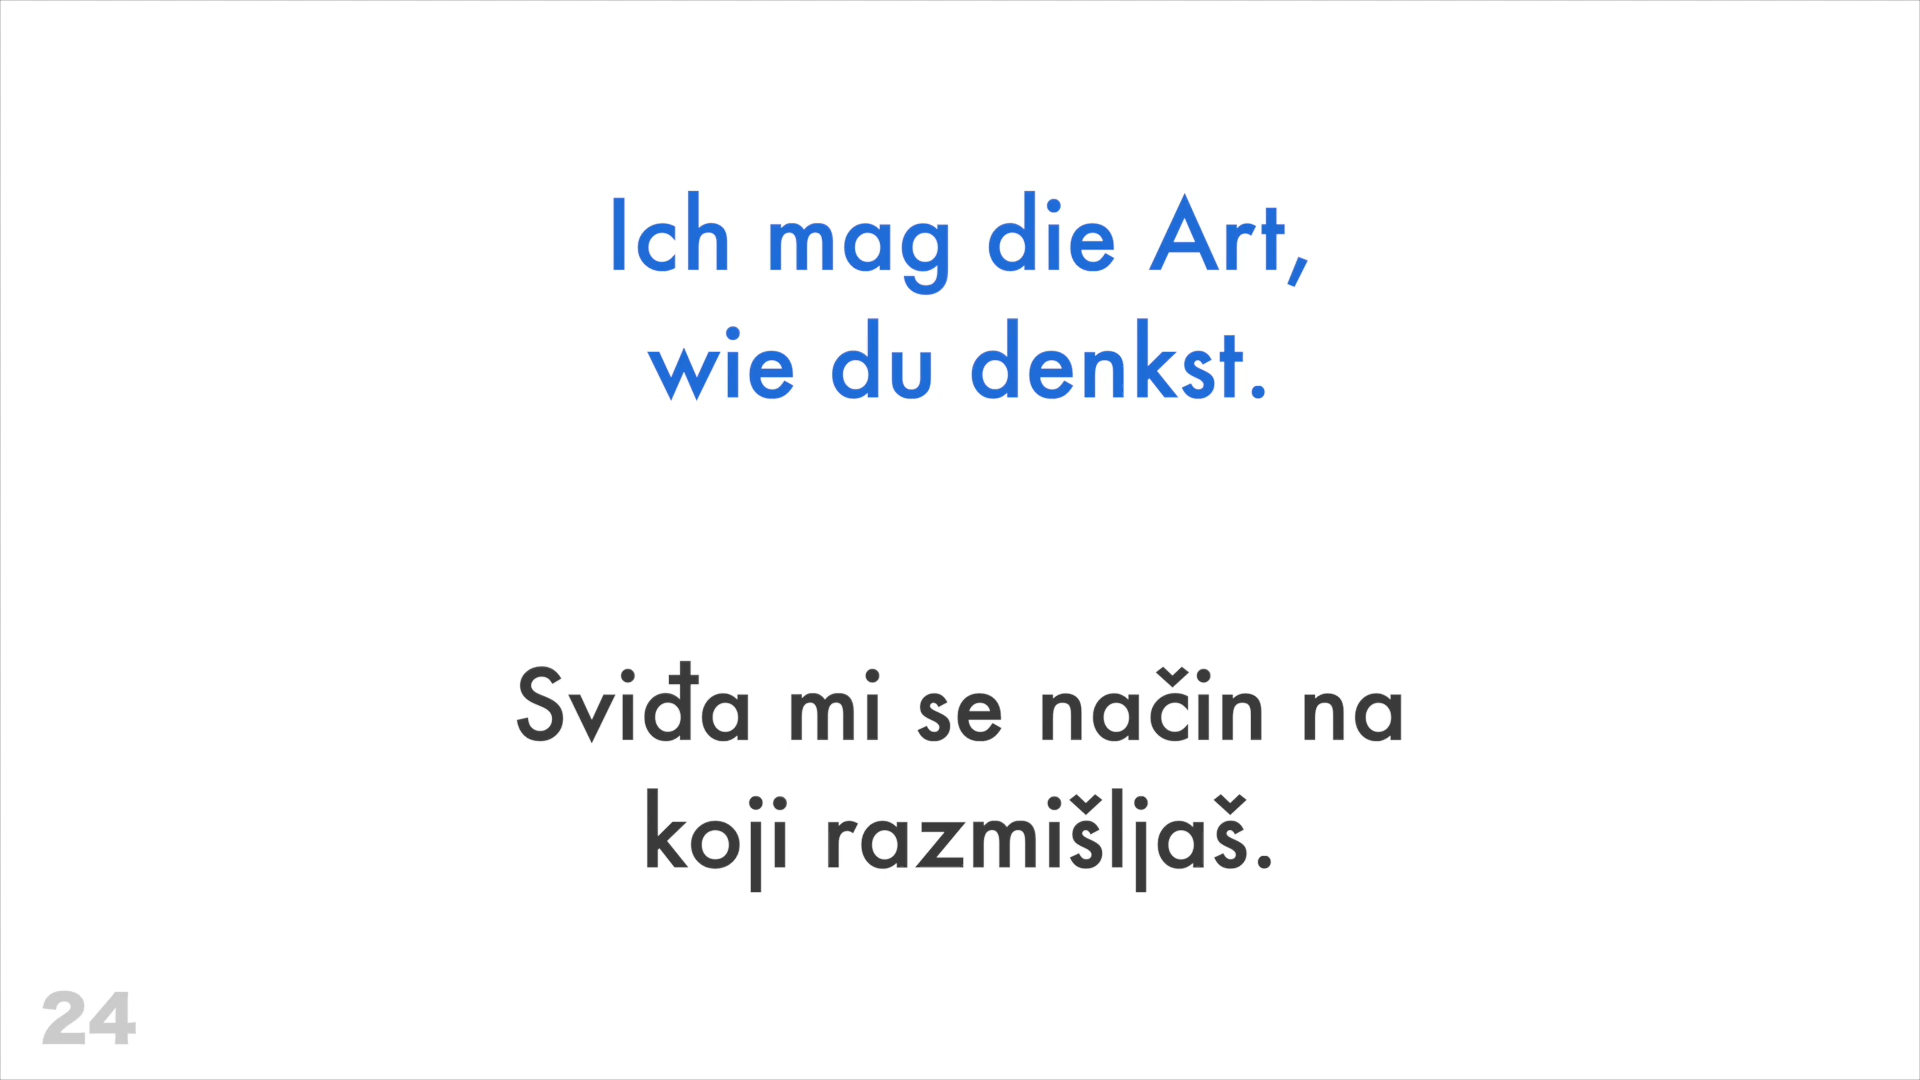 Ich mag die Art,
wie du denkst.
Sviđa mi se način na
koji razmišljaš.
24